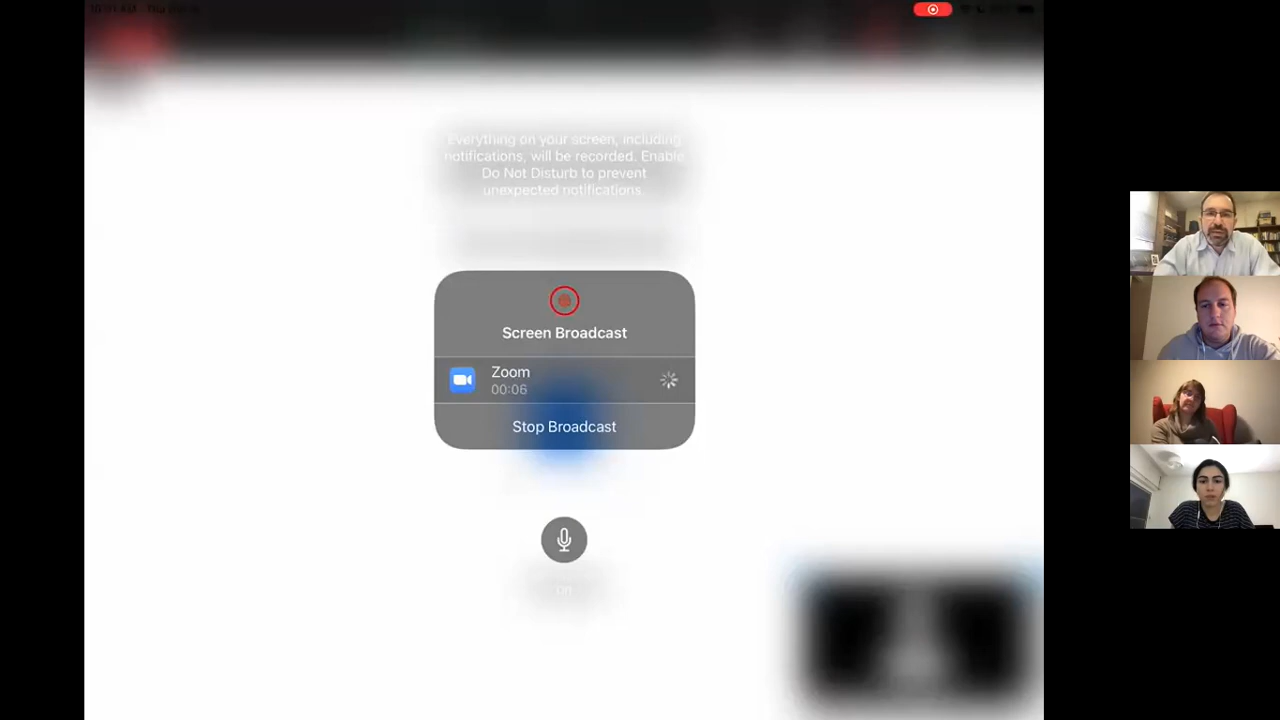 Everything on your screen, including
notifications, will be recorded. Enable
Do Not Disturb to prevent
unexpected notifications.
Screen Broadcast
Zoom
00:06
Stop Broadcast